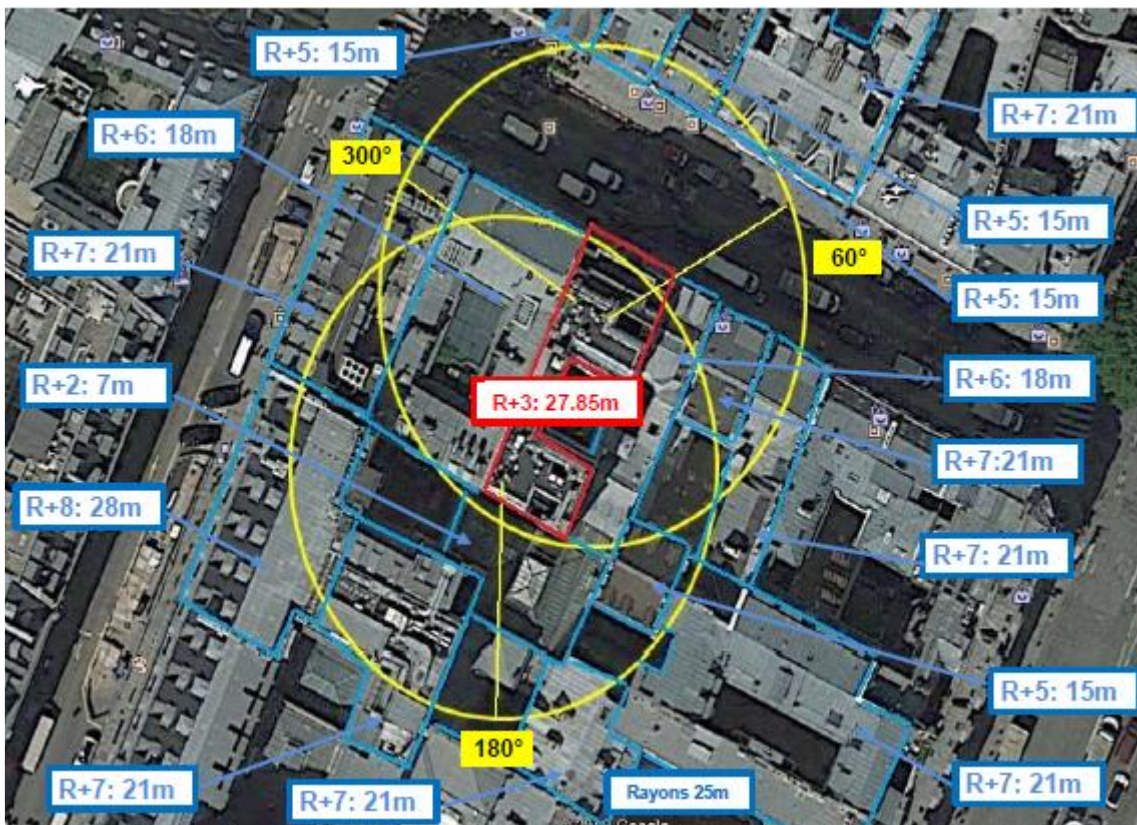 R+5: 15m
R+7: 21m
R+6: 18m
300°
R+5: 15m
R+7: 21m
60°
R+5: 15m
R+2: 7m
R+6: 18m
R+3: 27.85m
R+7:21m
R+8: 28m
R+7: 21m
R+5: 15m
180°
R+7: 21m
R+7: 21m
Rayons 25m
R+7: 21m
Google